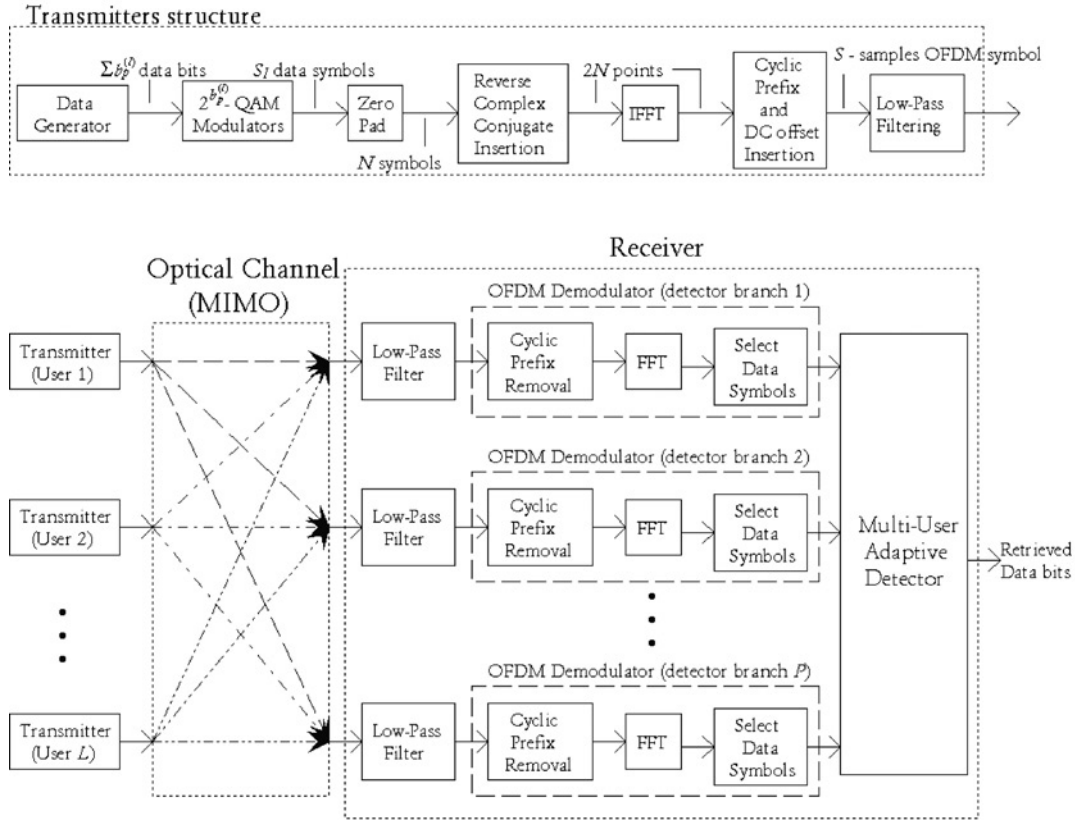 Transmitters structure
Σb_p^(l) data bits
S_l data symbols
2N points
S - samples OFDM symbol
Data
Generator
2^b_p^(l)- QAM
Modulators
Zero
Pad
N symbols
Reverse
Complex
Conjugate
Insertion
IFFT
Cyclic
Prefix
and
DC offset
Insertion
Low-Pass
Filtering
Optical Channel
(MIMO)
Receiver
Transmitter
(User 1)
Low-Pass
Filter
OFDM Demodulator (detector branch 1)
Cyclic
Prefix
Removal
FFT
Select
Data
Symbols
Transmitter
(User 2)
Low-Pass
Filter
OFDM Demodulator (detector branch 2)
Cyclic
Prefix
Removal
FFT
Select
Data
Symbols
Transmitter
(User L)
Low-Pass
Filter
OFDM Demodulator (detector branch P)
Cyclic
Prefix
Removal
FFT
Select
Data
Symbols
Multi-User
Adaptive
Detector
Retrieved
Data bits